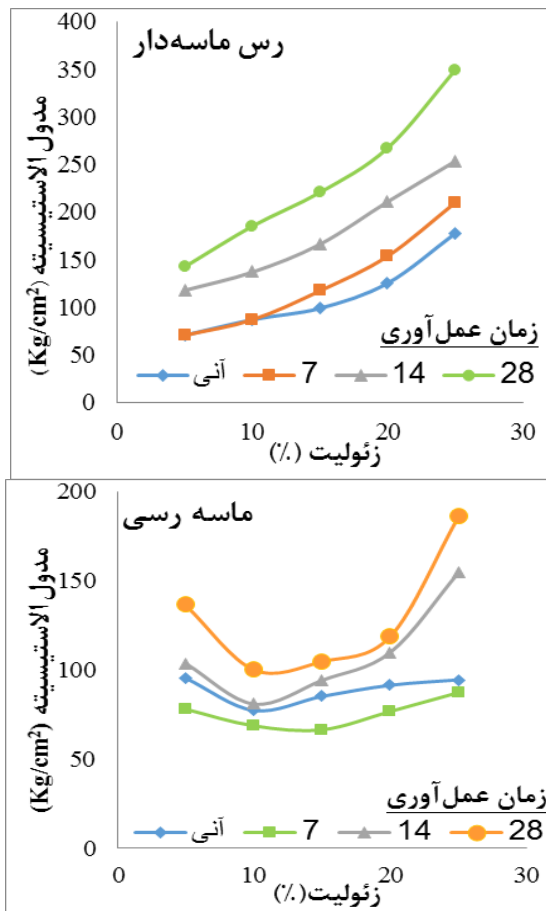 رس ماسه‌دار
مدول الاستیسیته (Kg/cm²)
400
350
300
250
200
150
100
50
0
زمان عمل‌آوری
آنی 7 14 28
0 10 20 30
زئولیت (٪)
ماسه رسی
مدول الاستیسیته (Kg/cm²)
200
150
100
50
0
زمان عمل‌آوری
آنی 7 14 28
0 10 20 30
زئولیت(٪)